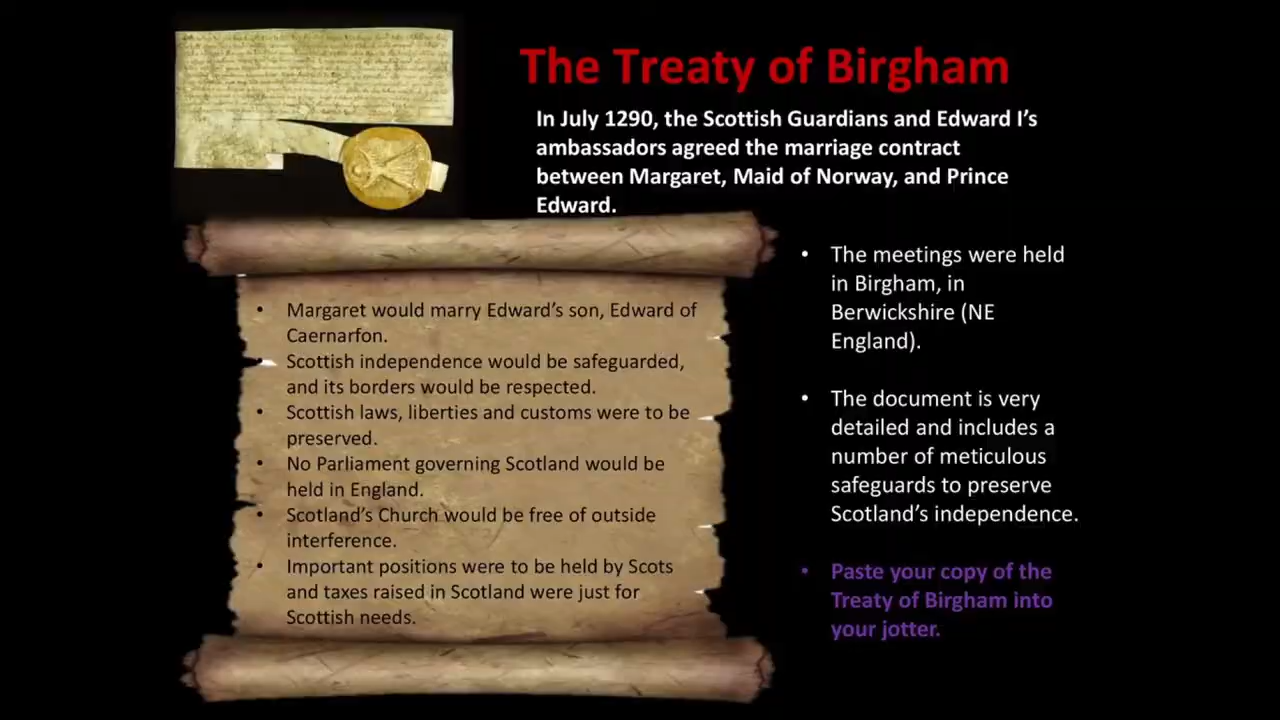 The Treaty of Birgham
In July 1290, the Scottish Guardians and Edward I’s
ambassadors agreed the marriage contract
between Margaret, Maid of Norway, and Prince
Edward.
• Margaret would marry Edward’s son, Edward of
Caernarfon.
• Scottish independence would be safeguarded,
and its borders would be respected.
• Scottish laws, liberties and customs were to be
preserved.
• No Parliament governing Scotland would be
held in England.
• Scotland’s Church would be free of outside
interference.
• Important positions were to be held by Scots
and taxes raised in Scotland were just for
Scottish needs.
• The meetings were held
in Birgham, in
Berwickshire (NE
England).
• The document is very
detailed and includes a
number of meticulous
safeguards to preserve
Scotland’s independence.
• Paste your copy of the
Treaty of Birgham into
your jotter.